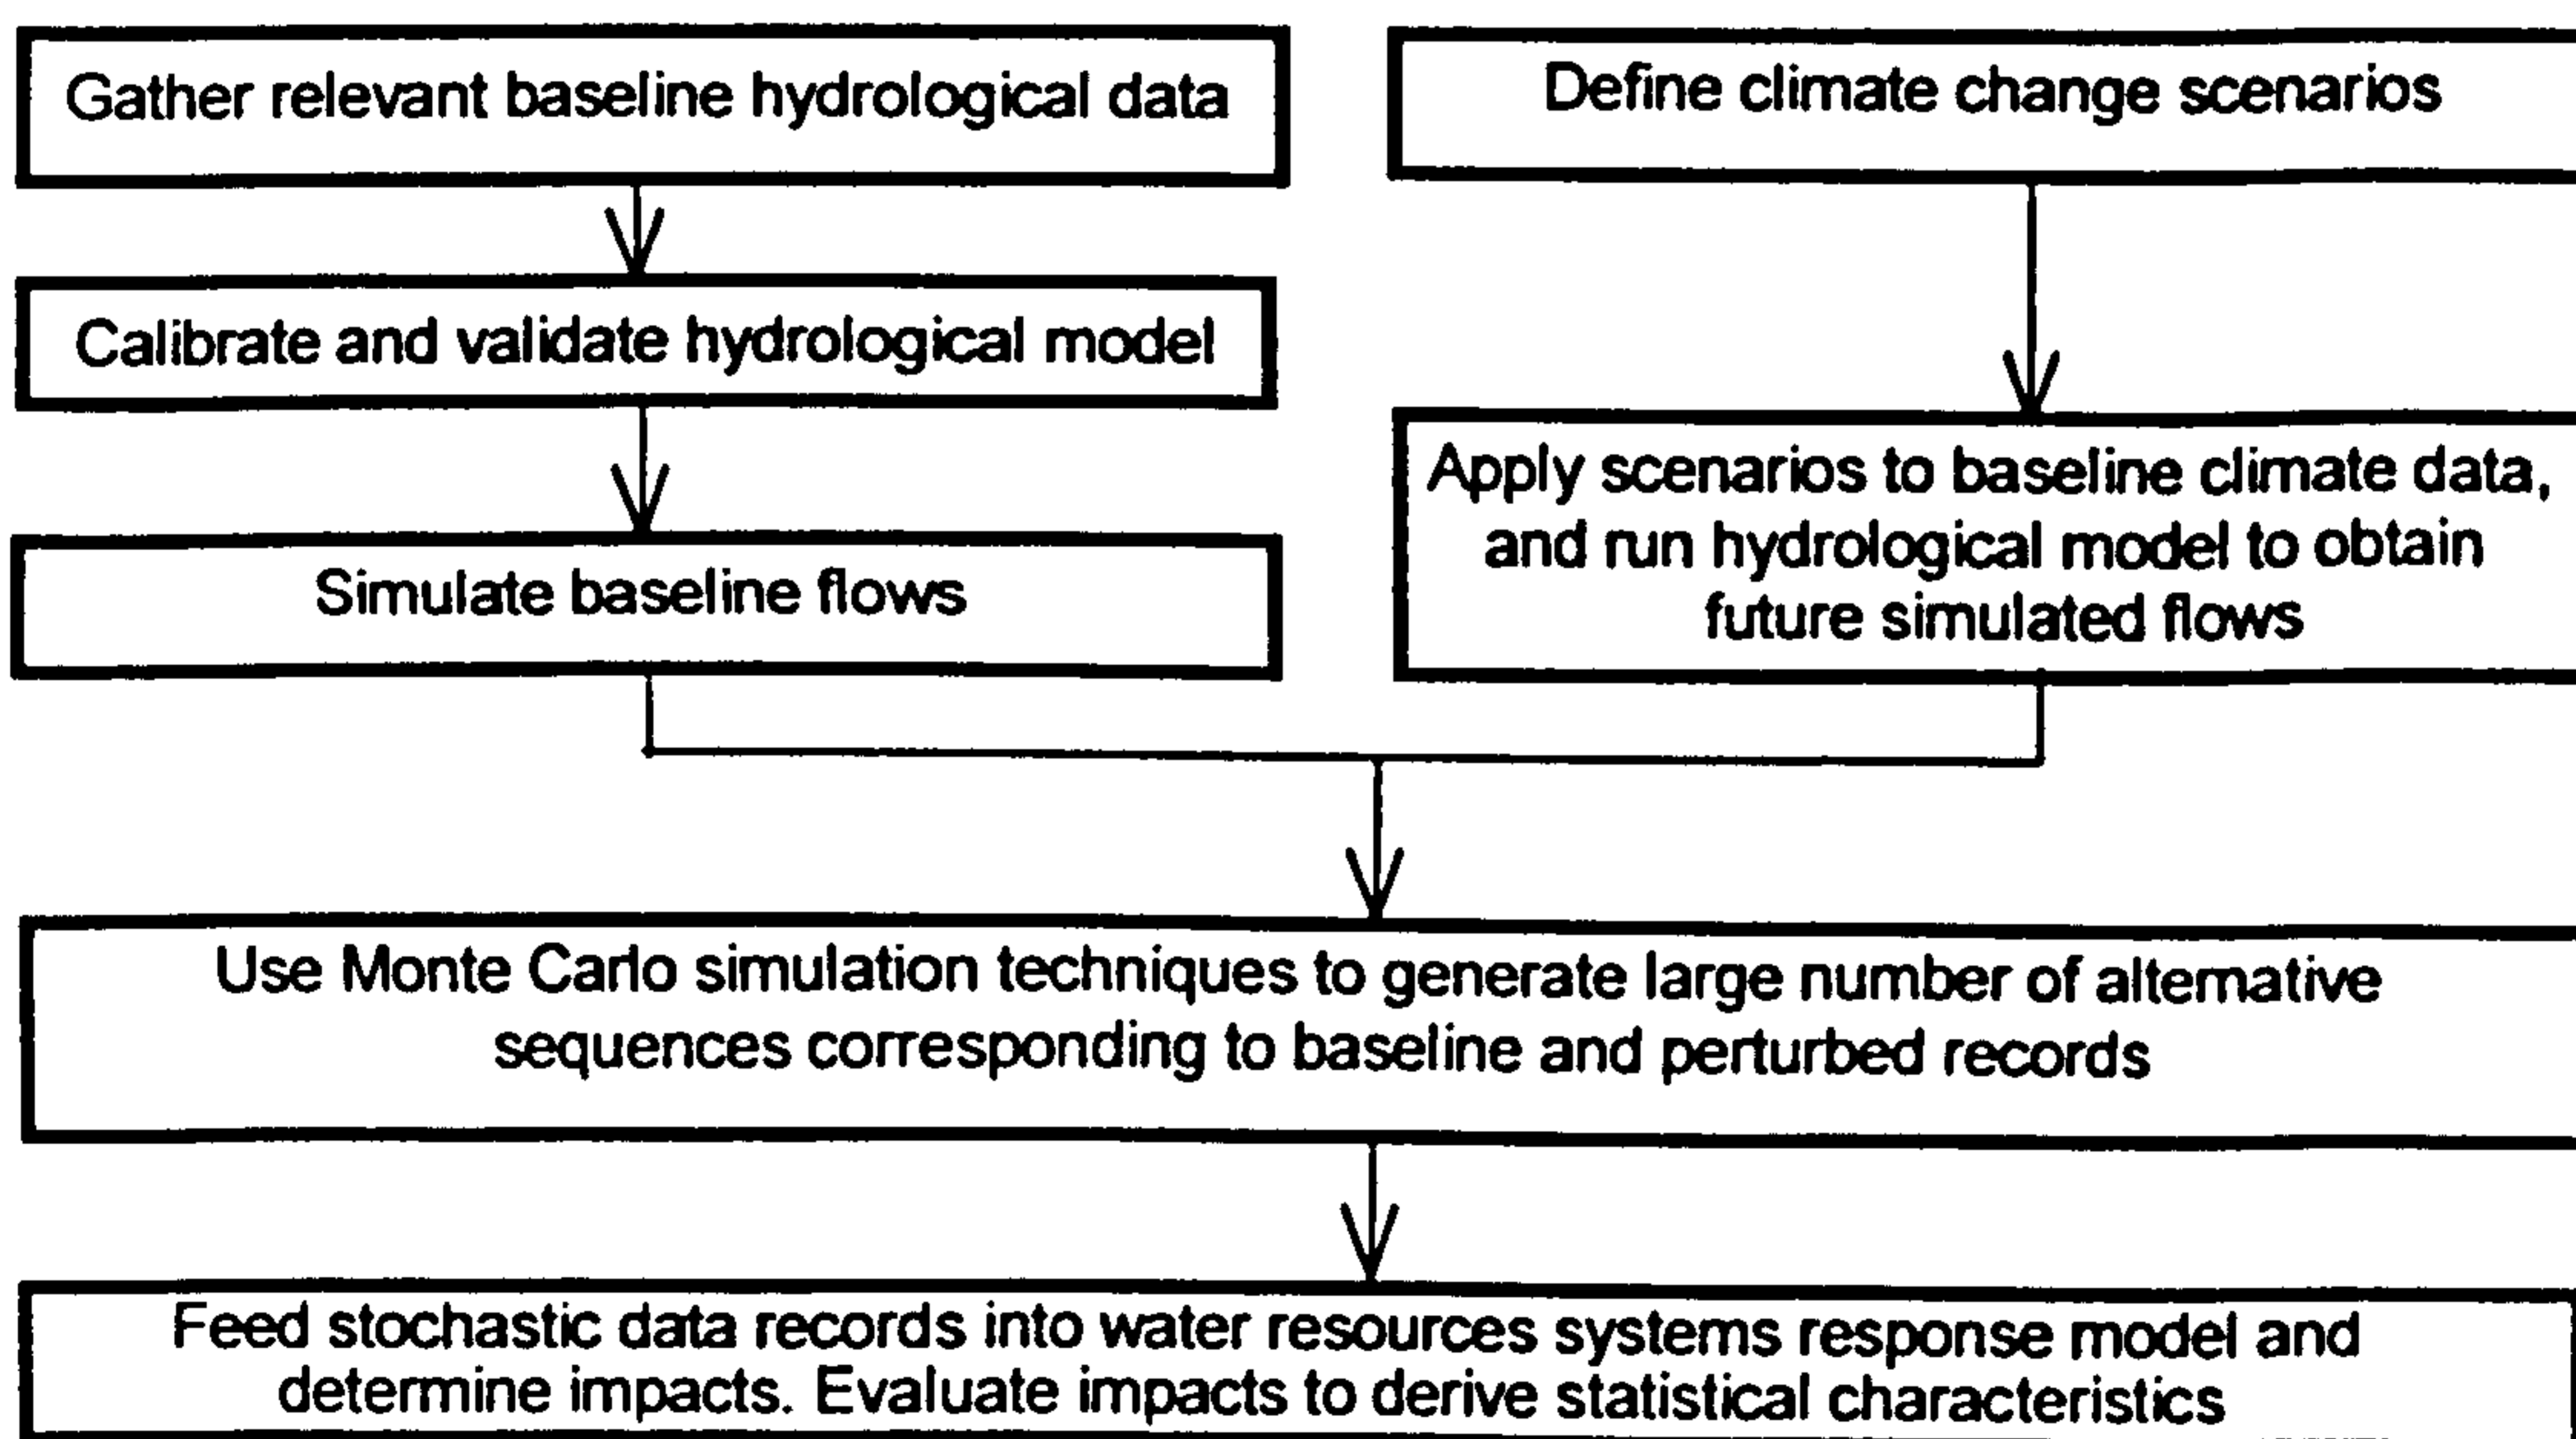 Gather relevant baseline hydrological data
Define climate change scenarios
Calibrate and validate hydrological model
Apply scenarios to baseline climate data,
and run hydrological model to obtain
future simulated flows
Simulate baseline flows
Use Monte Carlo simulation techniques to generate large number of alternative
sequences corresponding to baseline and perturbed records
Feed stochastic data records into water resources systems response model and
determine impacts. Evaluate impacts to derive statistical characteristics